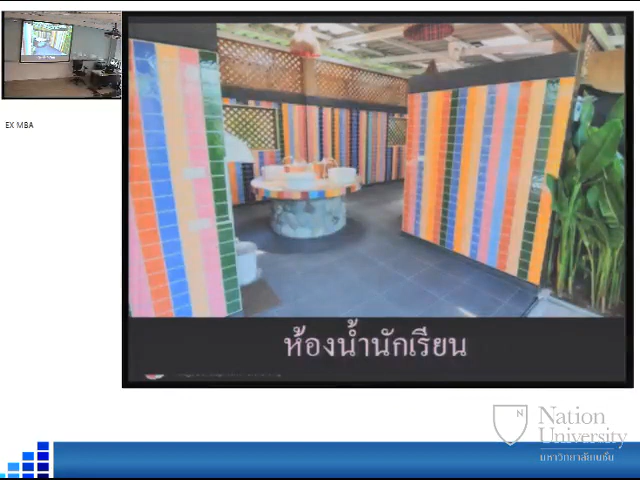 EX MBA
ห้องน้ำนักเรียน
N
Nation
University
มหาวิทยาลัยเนชั่น